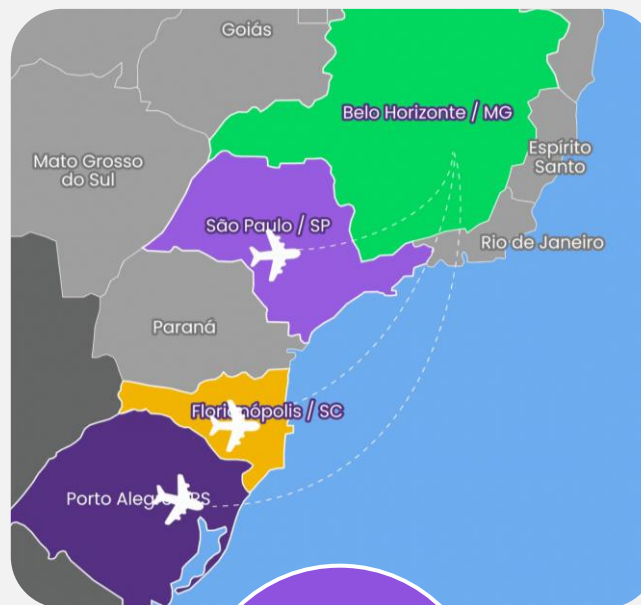 Goiás
Belo Horizonte / MG
Espírito
Santo
Mato Grosso
do Sul
São Paulo / SP
Rio de Janeiro
Paraná
Florianópolis / SC
Porto Alegre / RS